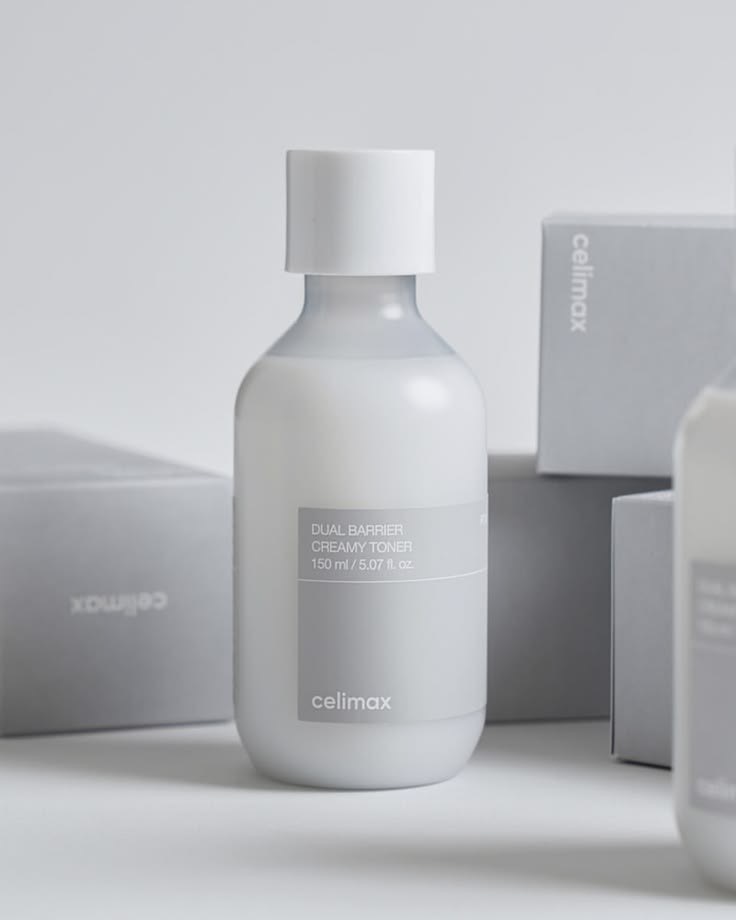 celimax
DUAL BARRIER
CREAMY TONER
150 ml / 5.07 fl. oz.
celimax
celimax